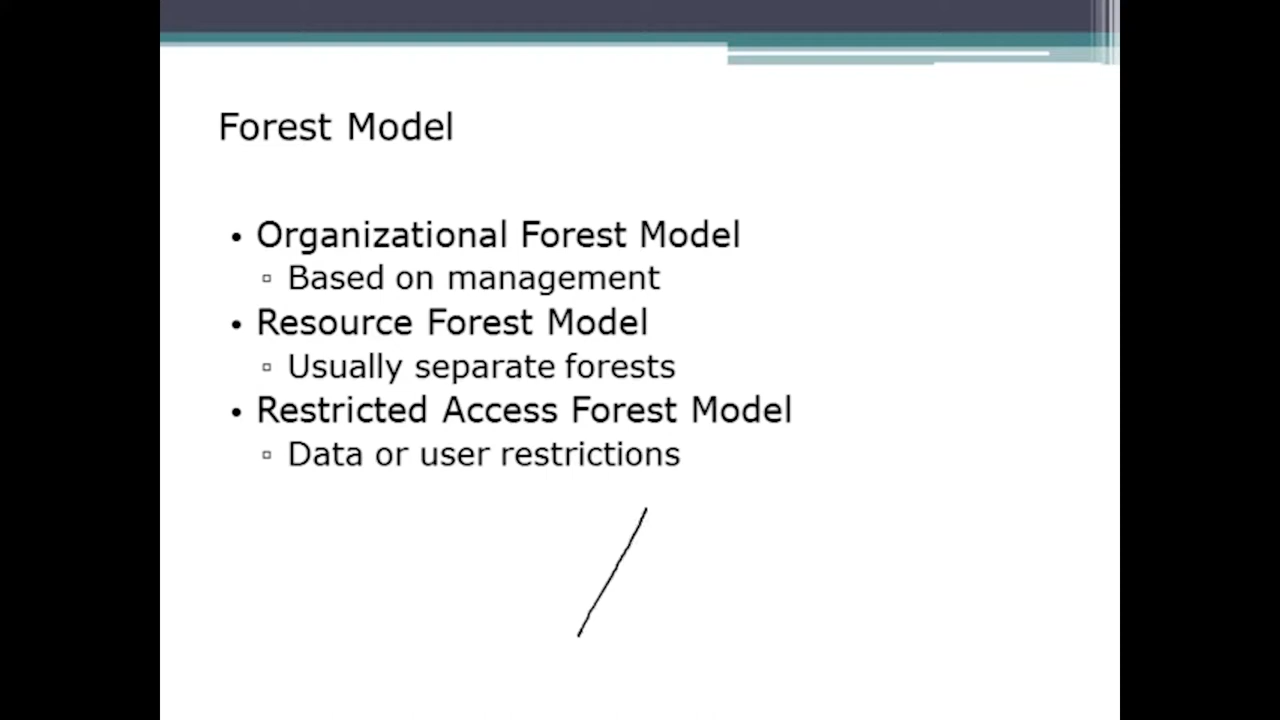 Forest Model
• Organizational Forest Model
▫ Based on management
• Resource Forest Model
▫ Usually separate forests
• Restricted Access Forest Model
▫ Data or user restrictions